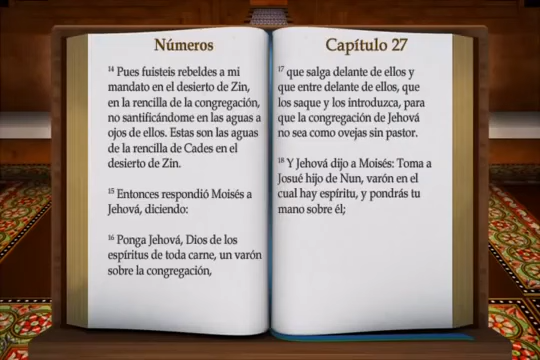 Números
¹⁴ Pues fuisteis rebeldes a mi
mandato en el desierto de Zin,
en la rencilla de la congregación,
no santificándome en las aguas a
ojos de ellos. Estas son las aguas
de la rencilla de Cades en el
desierto de Zin.
¹⁵ Entonces respondió Moisés a
Jehová, diciendo:
¹⁶ Ponga Jehová, Dios de los
espíritus de toda carne, un varón
sobre la congregación,
Capítulo 27
¹⁷ que salga delante de ellos y
que entre delante de ellos, que
los saque y los introduzca, para
que la congregación de Jehová
no sea como ovejas sin pastor.
¹⁸ Y Jehová dijo a Moisés: Toma a
Josué hijo de Nun, varón en el
cual hay espíritu, y pondrás tu
mano sobre él;